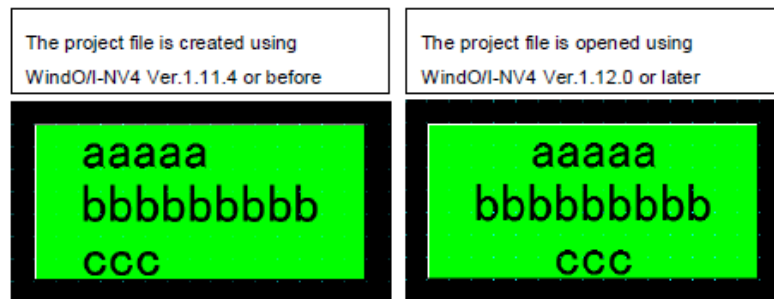 The project file is created using
WindO/I-NV4 Ver.1.11.4 or before
The project file is opened using
WindO/I-NV4 Ver.1.12.0 or later
aaaaa
bbbbbbbbb
ccc
aaaaa
bbbbbbbbb
ccc